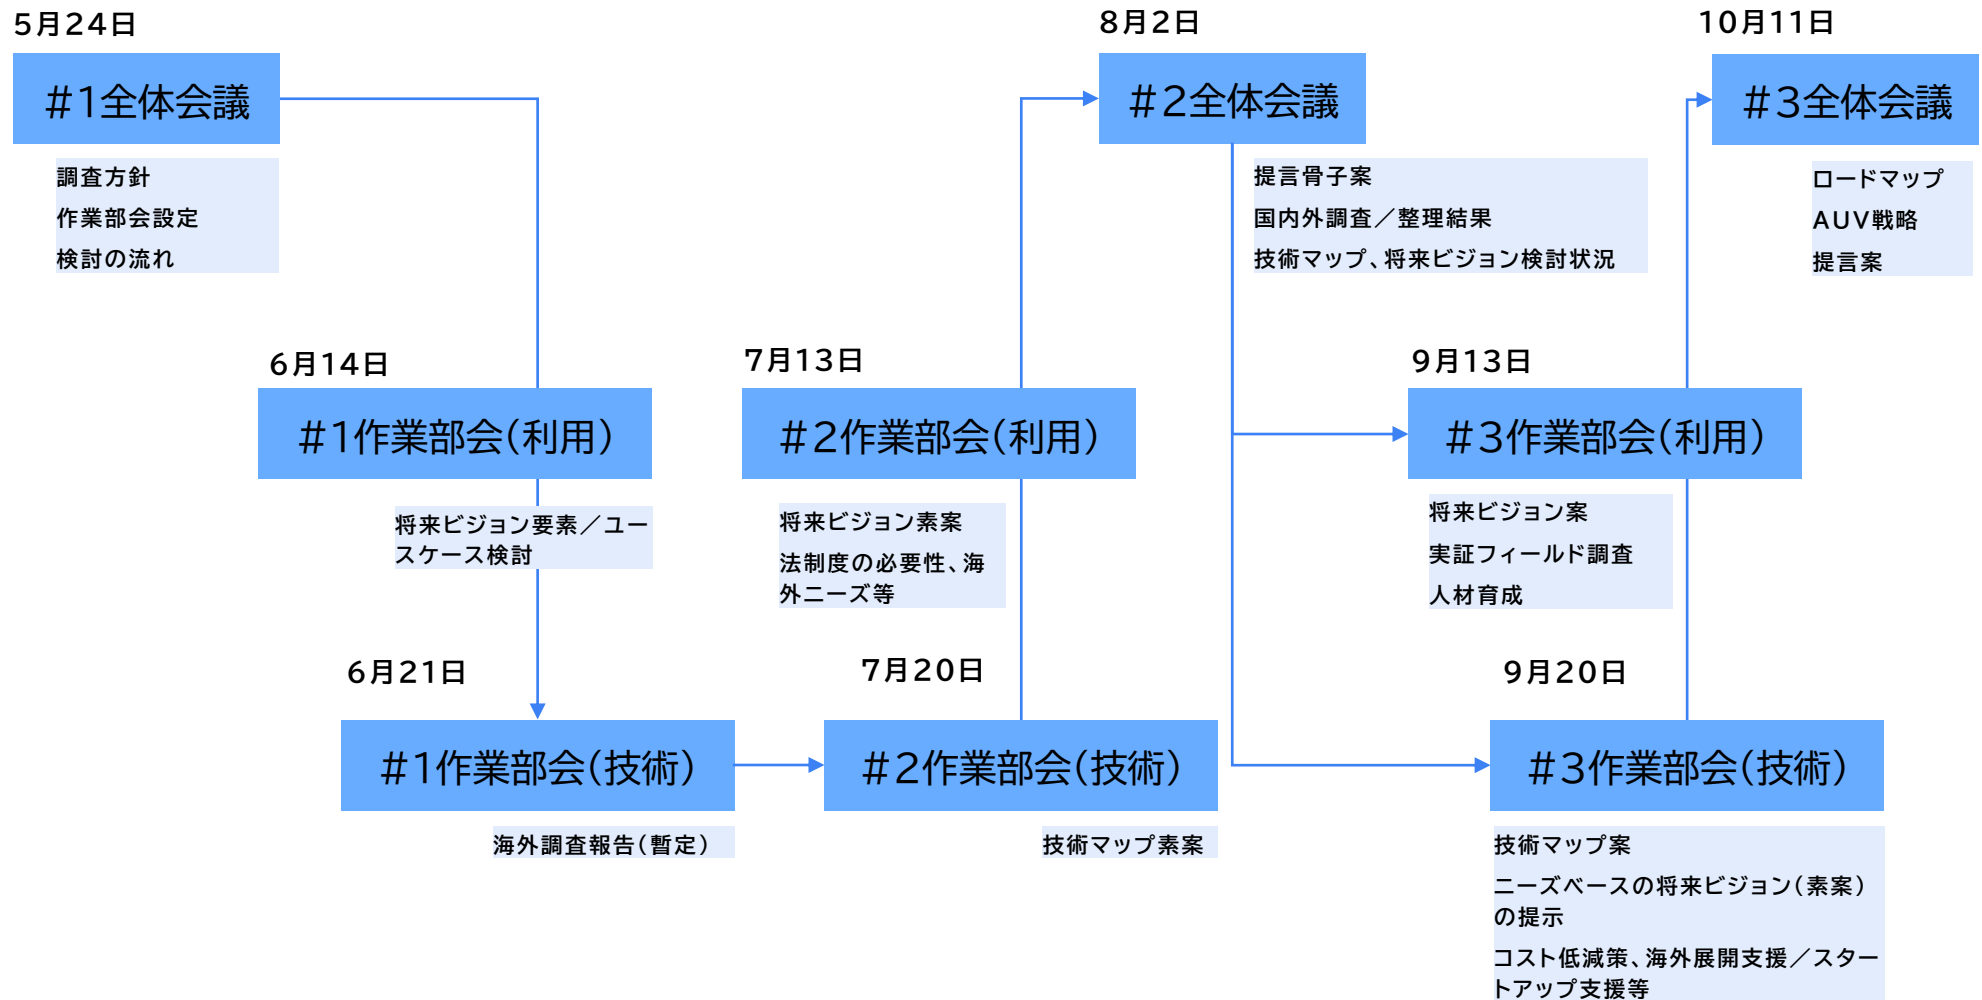 5月24日
#1全体会議
調査方針
作業部会設定
検討の流れ
6月14日
#1作業部会(利用)
将来ビジョン要素／ユー
スケース検討
6月21日
#1作業部会(技術)
海外調査報告(暫定)
7月13日
#2作業部会(利用)
将来ビジョン素案
法制度の必要性、海
外ニーズ等
7月20日
#2作業部会(技術)
技術マップ素案
8月2日
#2全体会議
提言骨子案
国内外調査／整理結果
技術マップ、将来ビジョン検討状況
9月13日
#3作業部会(利用)
将来ビジョン案
実証フィールド調査
人材育成
9月20日
#3作業部会(技術)
技術マップ案
ニーズベースの将来ビジョン(素案)
の提示
コスト低減策、海外展開支援／スター
トアップ支援等
10月11日
#3全体会議
ロードマップ
AUV戦略
提言案